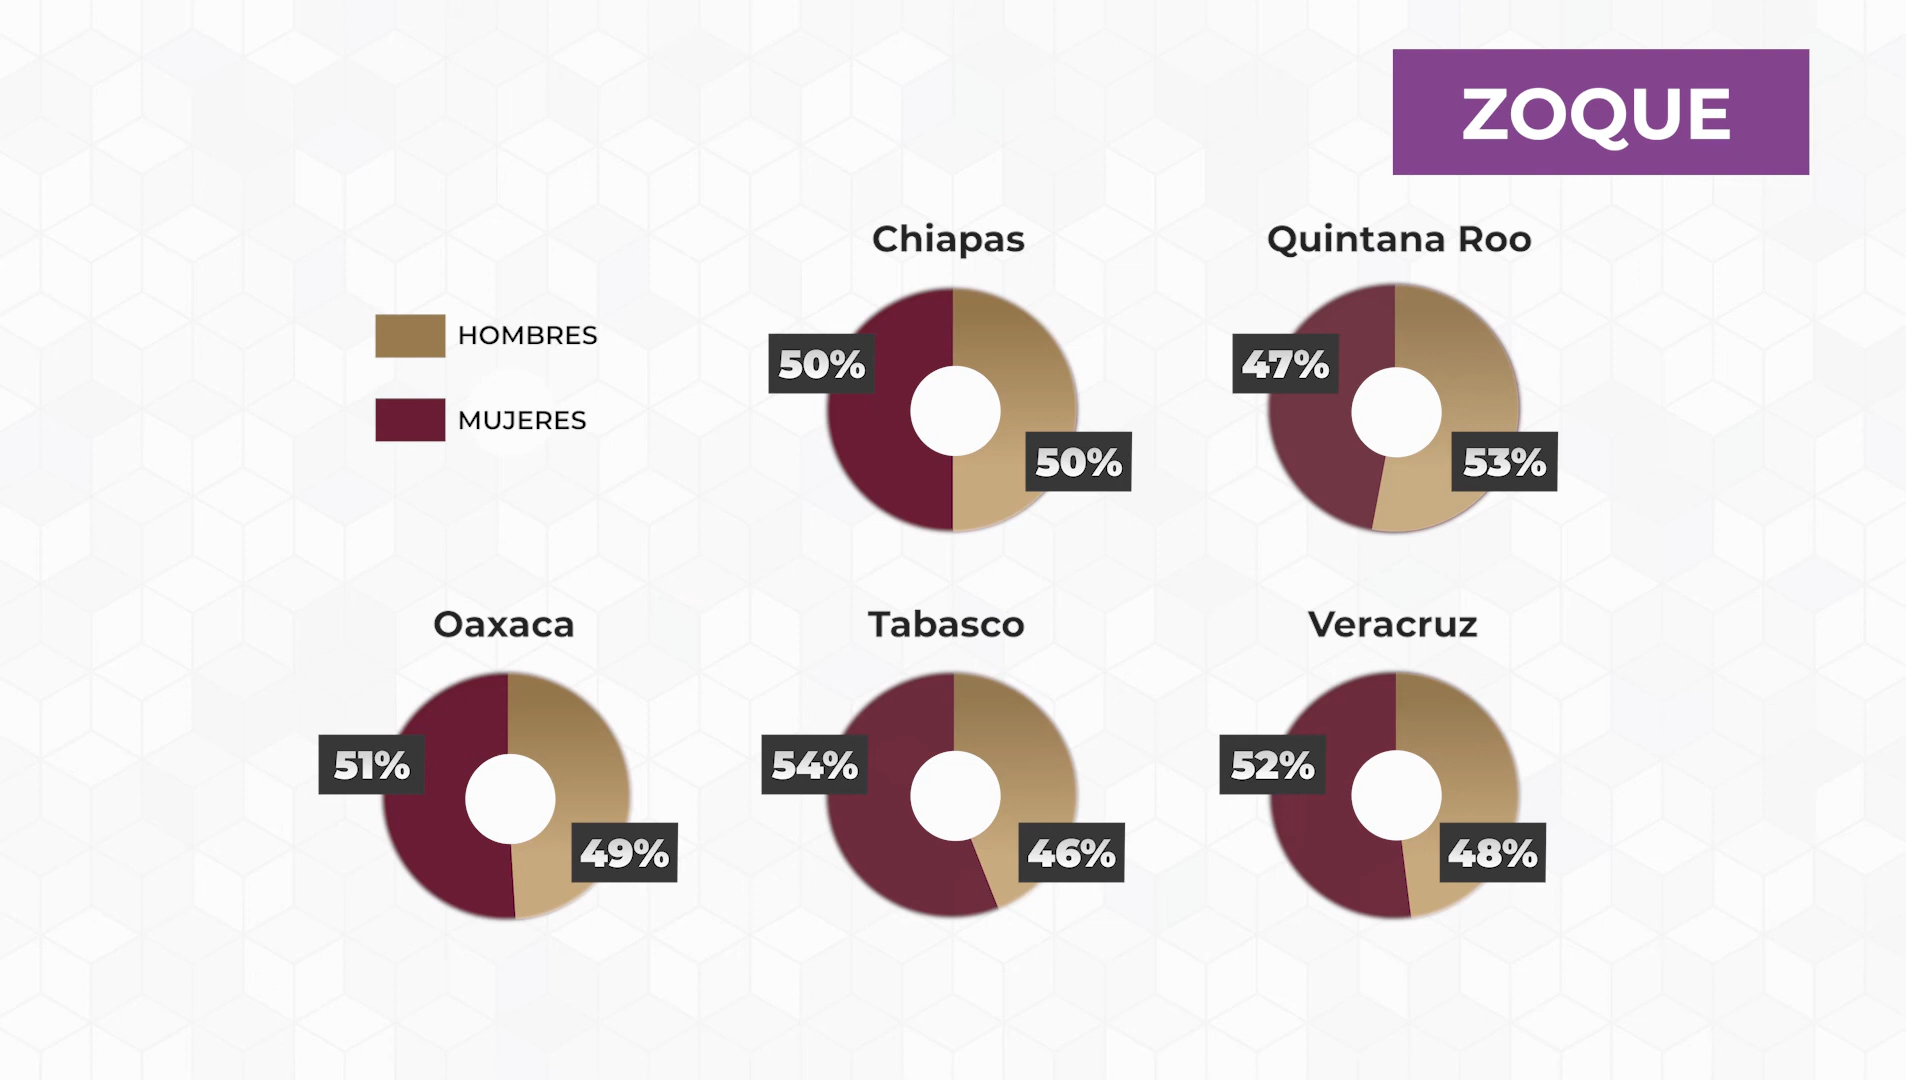 ZOQUE
HOMBRES
MUJERES
Chiapas
50%
50%
Quintana Roo
47%
53%
Oaxaca
51%
49%
Tabasco
54%
46%
Veracruz
52%
48%